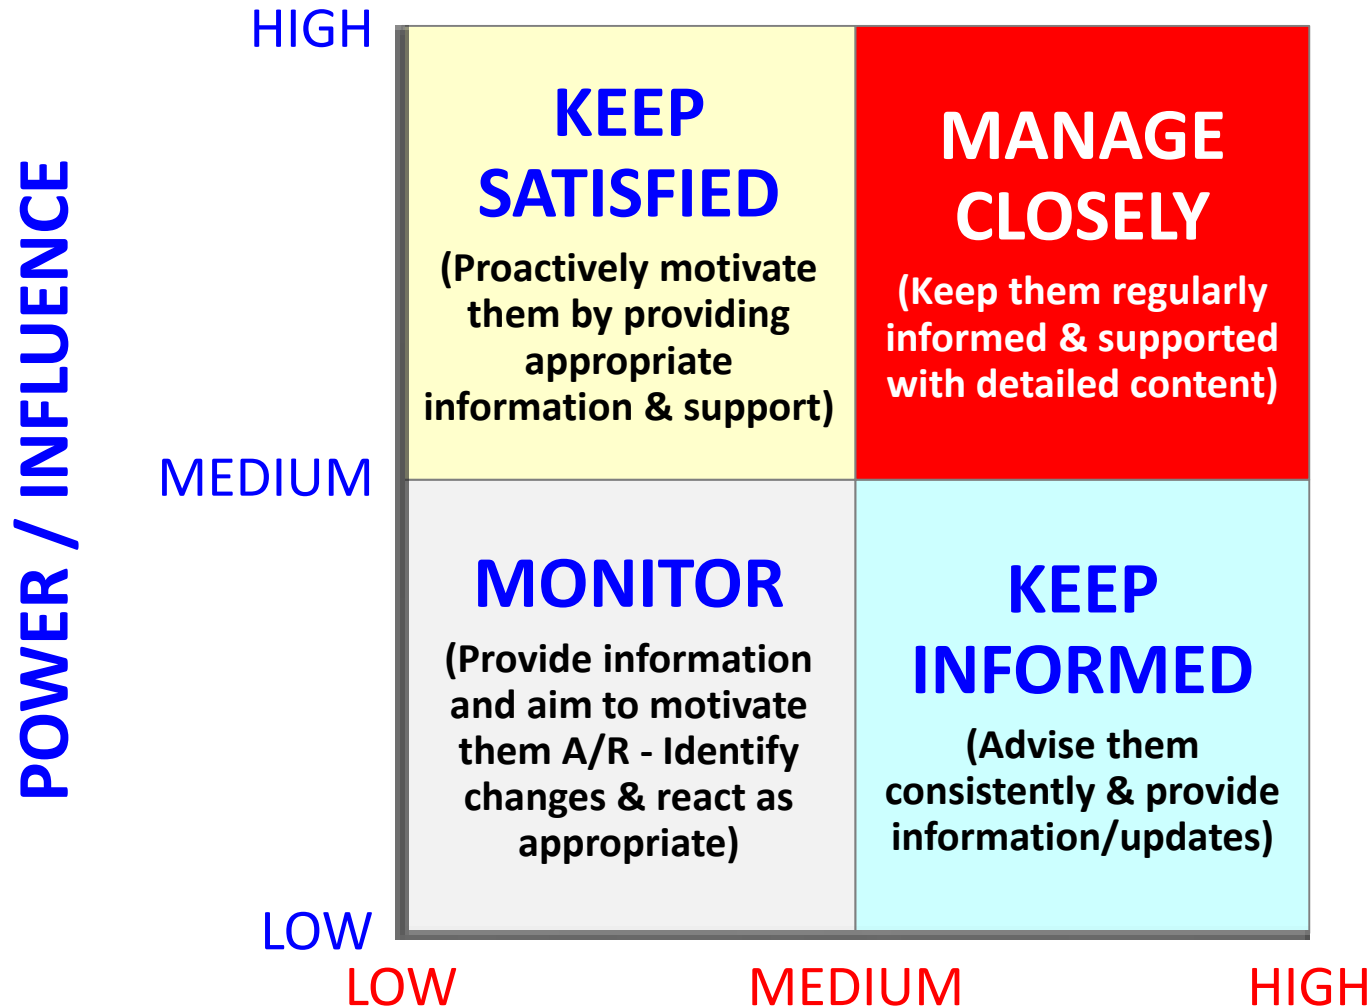 HIGH
KEEP
SATISFIED
(Proactively motivate
them by providing
appropriate
information & support)
MANAGE
CLOSELY
(Keep them regularly
informed & supported
with detailed content)
POWER / INFLUENCE
MEDIUM
MONITOR
(Provide information
and aim to motivate
them A/R - Identify
changes & react as
appropriate)
KEEP
INFORMED
(Advise them
consistently & provide
information/updates)
LOW
LOW
MEDIUM
HIGH